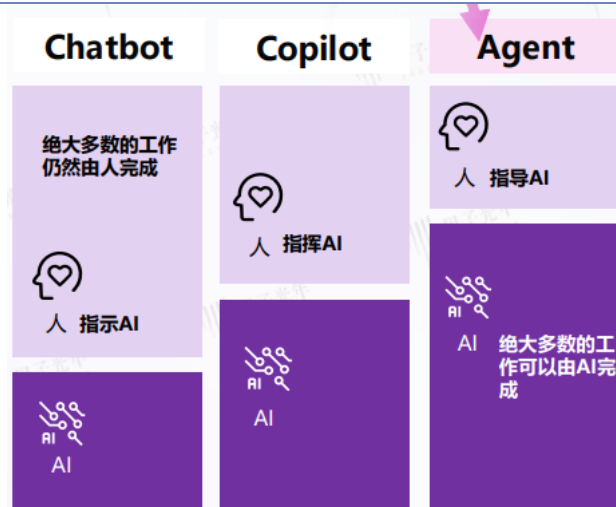 Chatbot
Copilot
Agent
绝大多数的工作
仍然由人完成
人 指示AI
AI
AI
人 指挥AI
AI
AI
人 指导AI
AI
AI 绝大多数的工
作可以由AI完
成